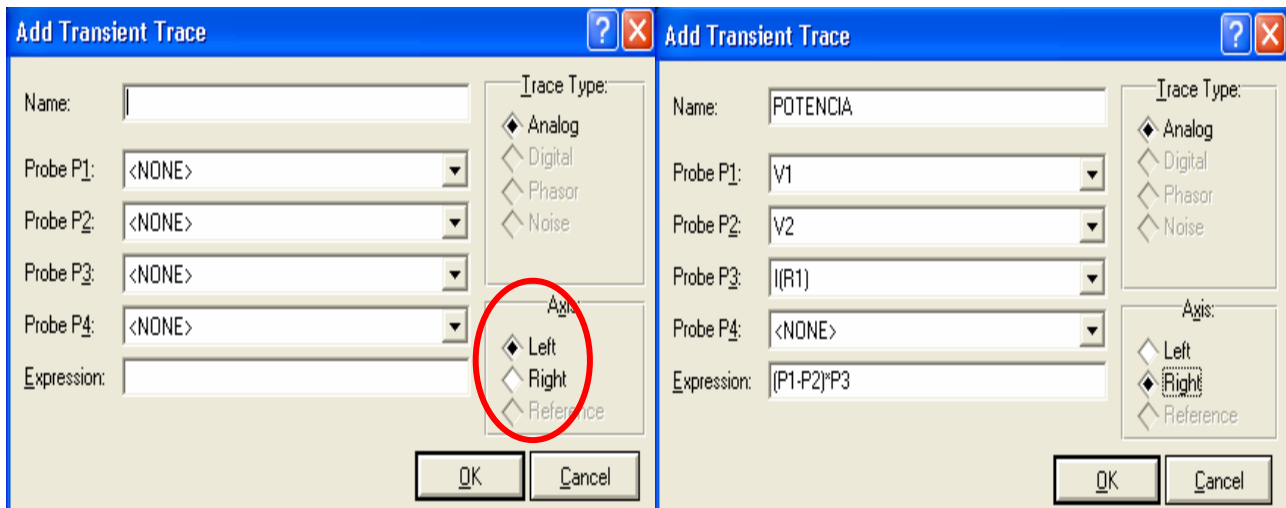 Add Transient Trace
?
X
Name:
Probe P1:
<NONE>
Probe P2:
<NONE>
Probe P3:
<NONE>
Probe P4:
<NONE>
Expression:
Trace Type:
Analog
Digital
Phasor
Noise
Axis:
Left
Right
Reference
OK
Cancel
Add Transient Trace
?
X
Name:
POTENCIA
Probe P1:
V1
Probe P2:
V2
Probe P3:
I(R1)
Probe P4:
<NONE>
Expression:
(P1-P2)*P3
Trace Type:
Analog
Digital
Phasor
Noise
Axis:
Left
Right
Reference
OK
Cancel